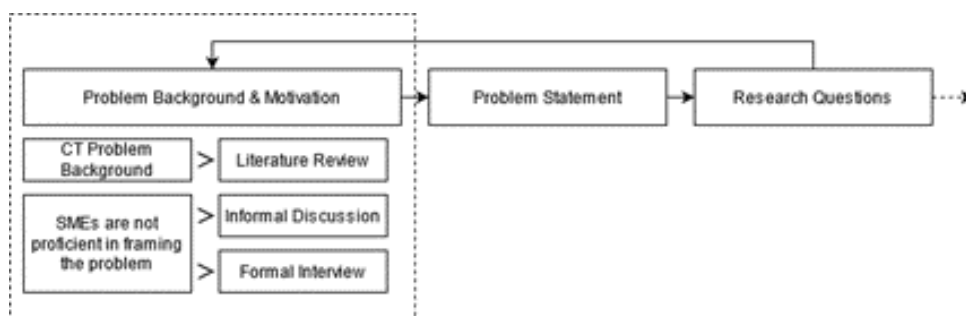 Problem Background & Motivation
Problem Statement
Research Questions
CT Problem
Background
>
Literature Review
SMEs are not
proficient in framing
the problem
>
Informal Discussion
>
Formal Interview